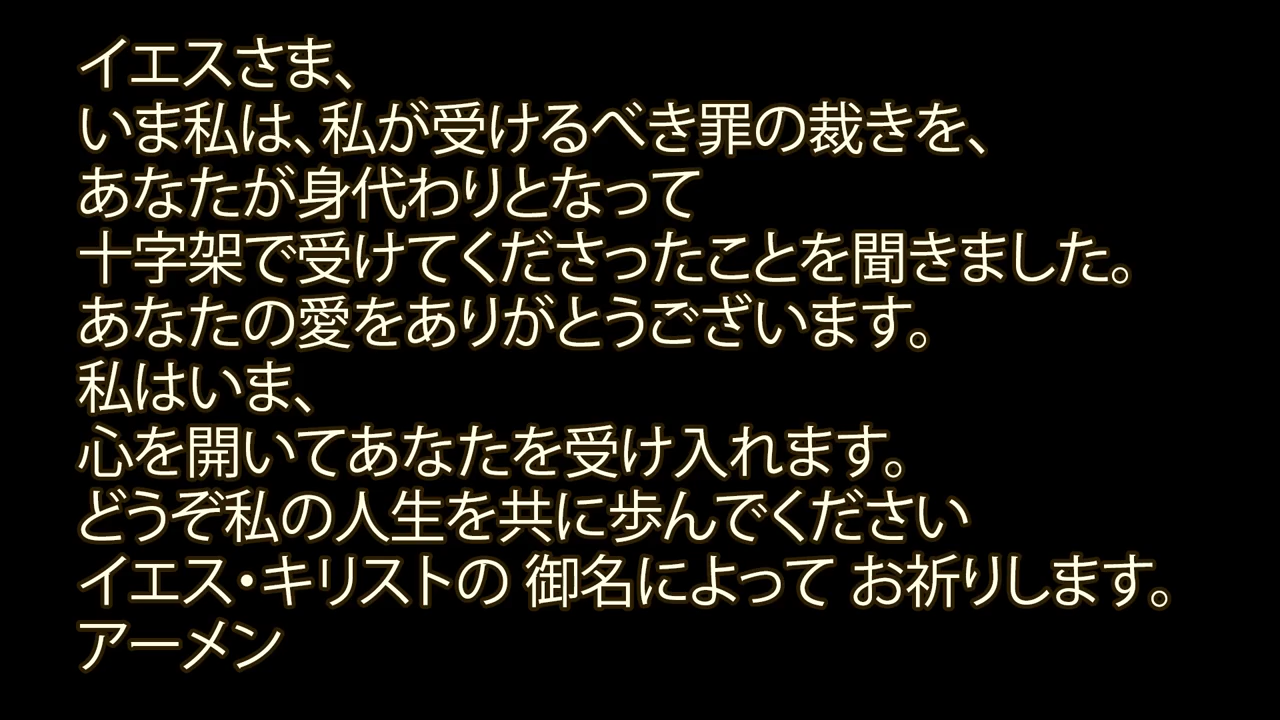 イエスさま、
いま私は、私が受けるべき罪の裁きを、
あなたが身代わりとなって
十字架で受けてくださったことを聞きました。
あなたの愛をありがとうございます。
私はいま、
心を開いてあなたを受け入れます。
どうぞ私の人生を共に歩んでください
イエス・キリストの 御名によって お祈りします。
アーメン